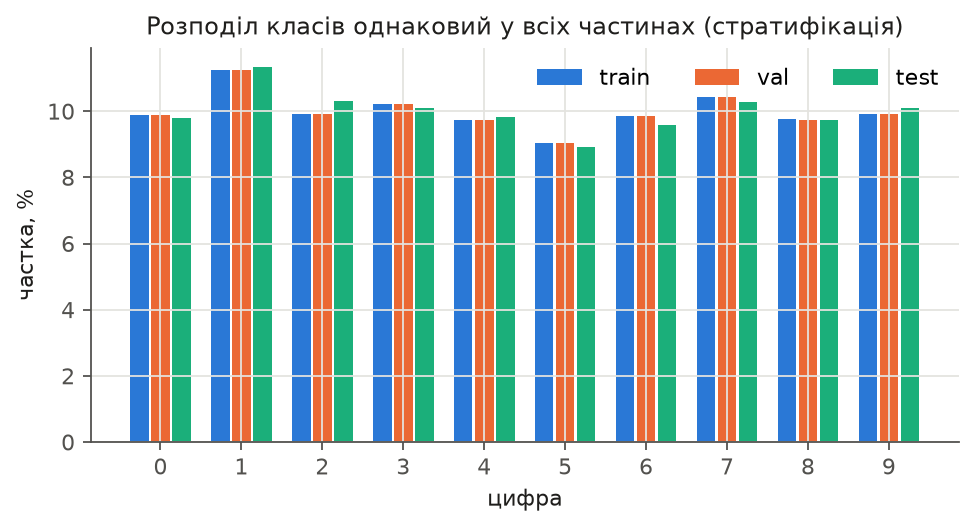 Розподіл класів однаковий у всіх частинах (стратифікація)
train val test
частка, %
10
8
6
4
2
0
0 1 2 3 4 5 6 7 8 9
цифра